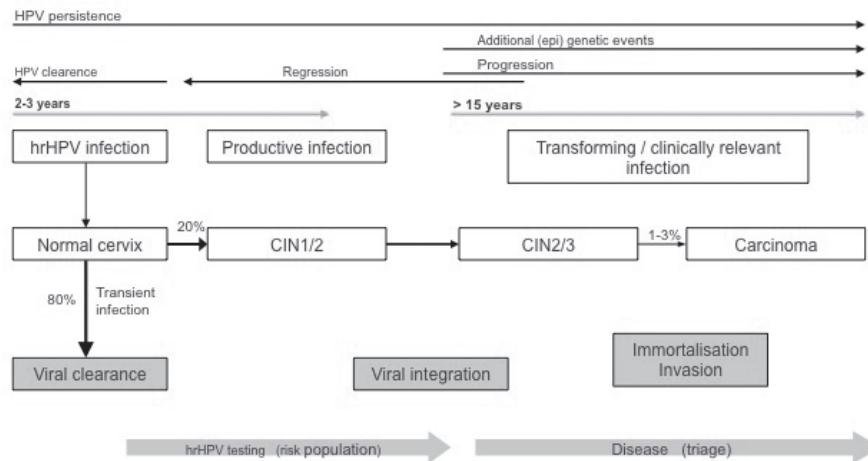 HPV persistence
Additional (epi) genetic events
HPV clearence
Regression
Progression
2-3 years
> 15 years
hrHPV infection
Productive infection
Transforming / clinically relevant
infection
Normal cervix
20%
CIN1/2
CIN2/3
1-3%
Carcinoma
80%
Transient
infection
Viral clearance
Viral integration
Immortalisation
Invasion
hrHPV testing (risk population)
Disease (triage)